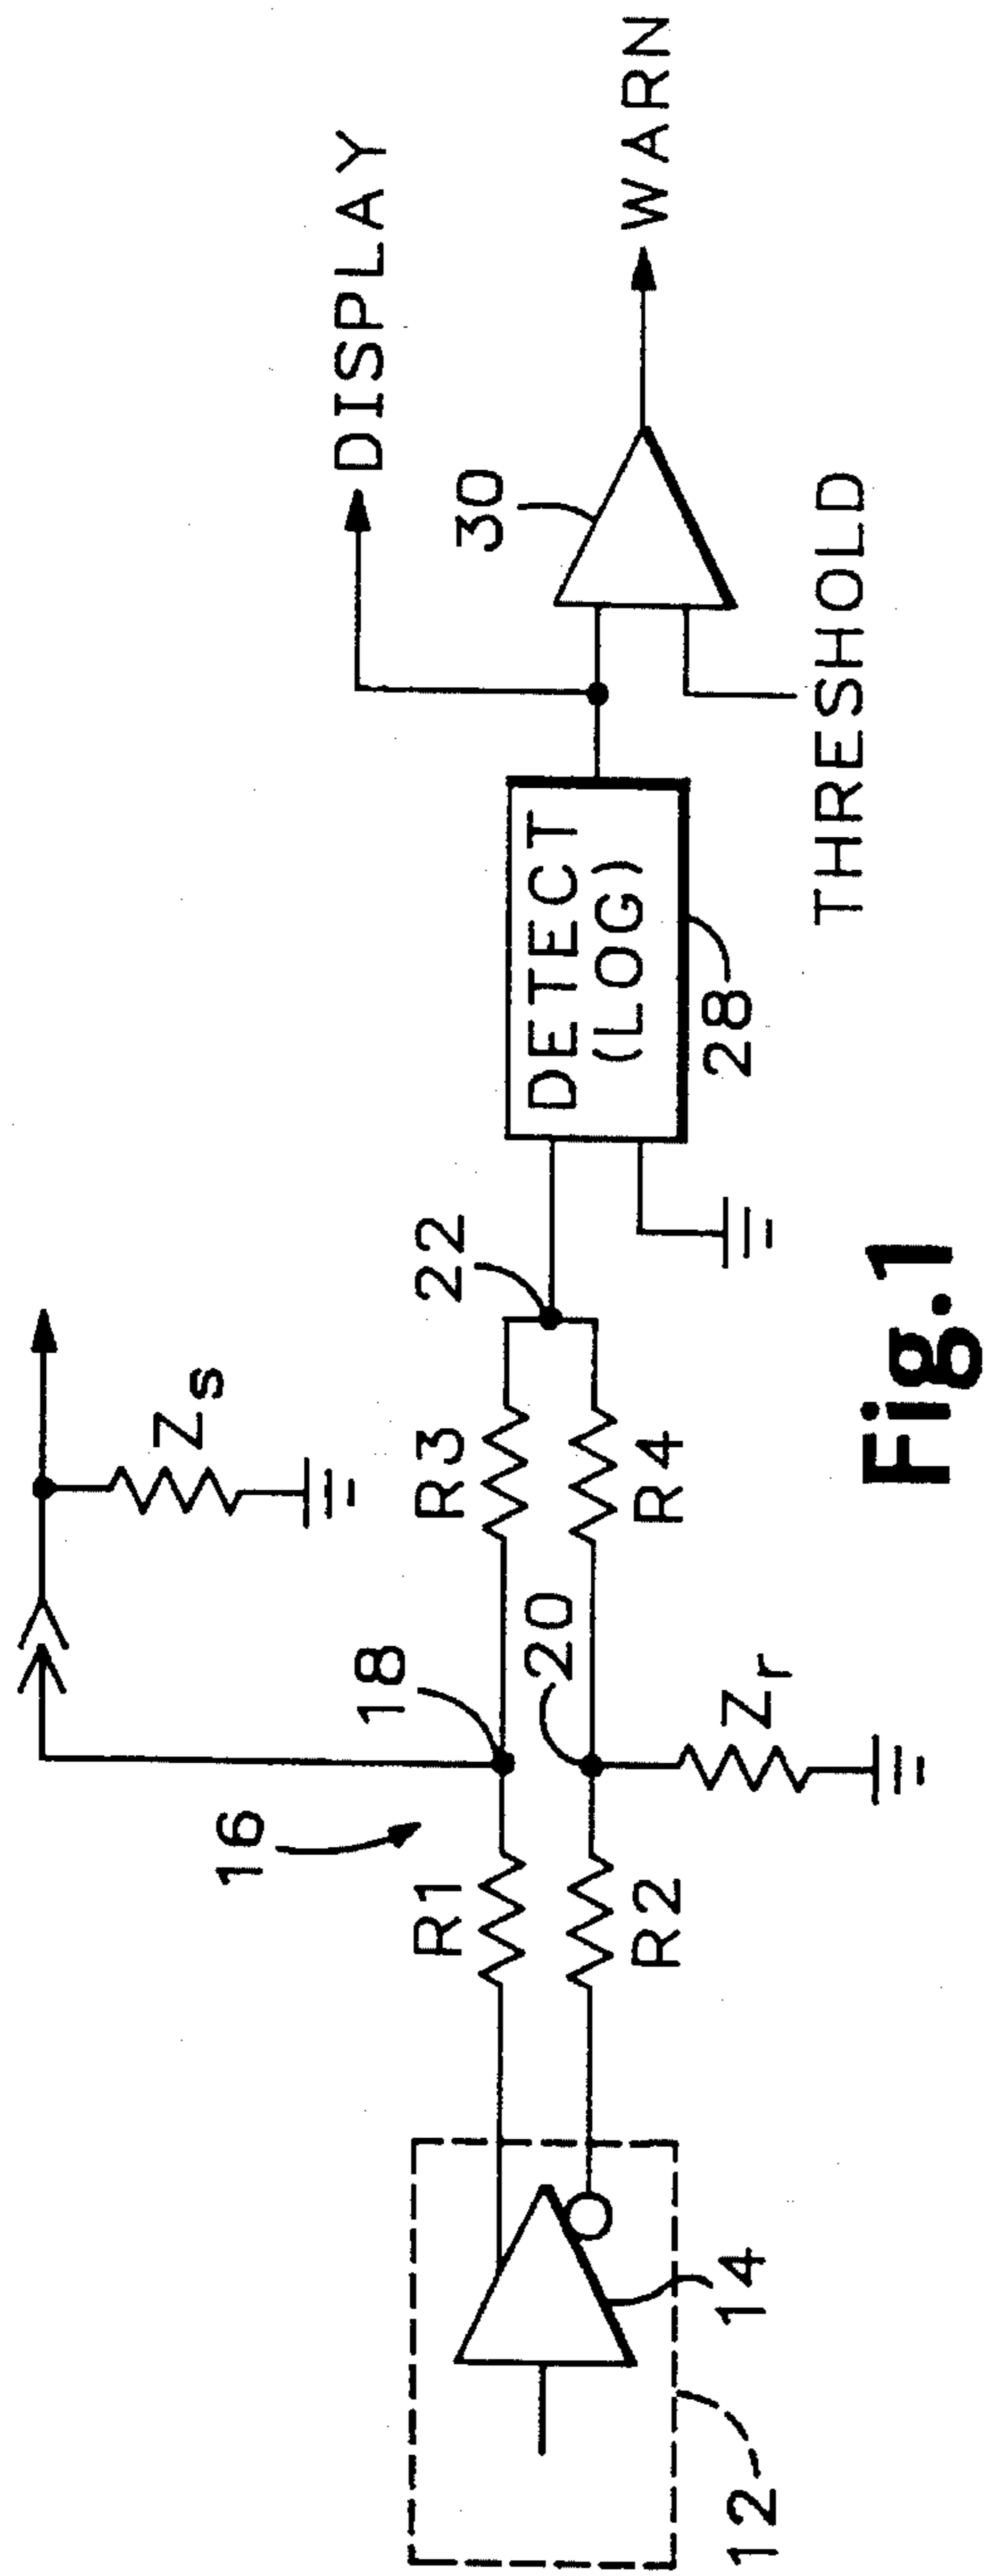 DISPLAY
WARN
30
THRESHOLD
DETECT
(LOG)
28
22
Zs
R3
R4
18
20
Zr
16
R1
R2
14
12
Fig.1